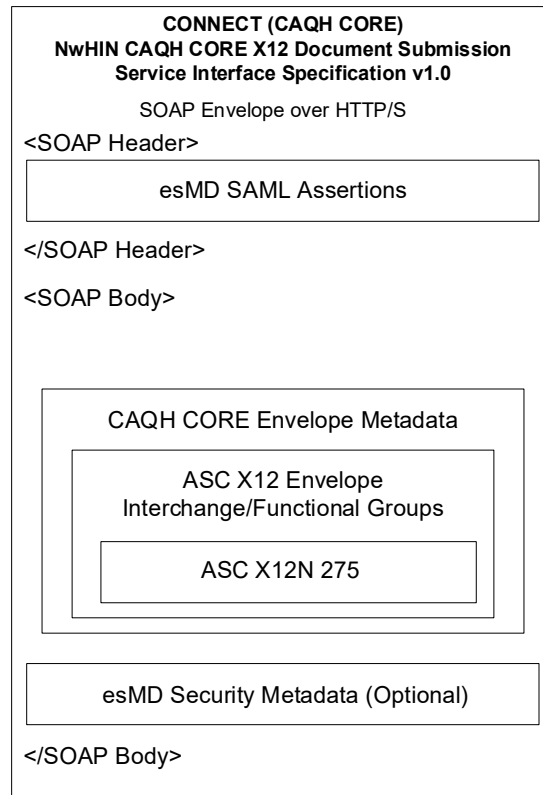 CONNECT (CAQH CORE)
NwHIN CAQH CORE X12 Document Submission
Service Interface Specification v1.0
SOAP Envelope over HTTP/S
<SOAP Header>
esMD SAML Assertions
</SOAP Header>
<SOAP Body>
CAQH CORE Envelope Metadata
ASC X12 Envelope
Interchange/Functional Groups
ASC X12N 275
esMD Security Metadata (Optional)
</SOAP Body>